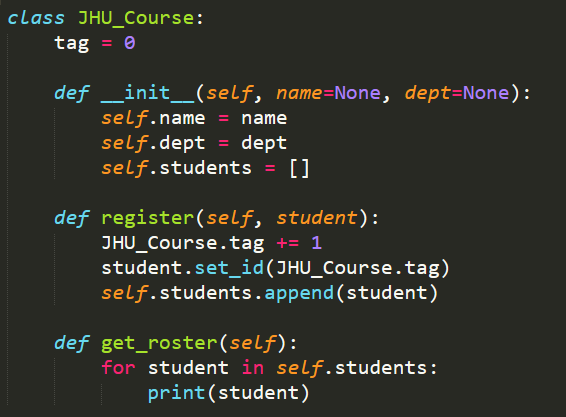 class JHU_Course:
    tag = 0
    def __init__(self, name=None, dept=None):
        self.name = name
        self.dept = dept
        self.students = []
    def register(self, student):
        JHU_Course.tag += 1
        student.set_id(JHU_Course.tag)
        self.students.append(student)
    def get_roster(self):
        for student in self.students:
            print(student)